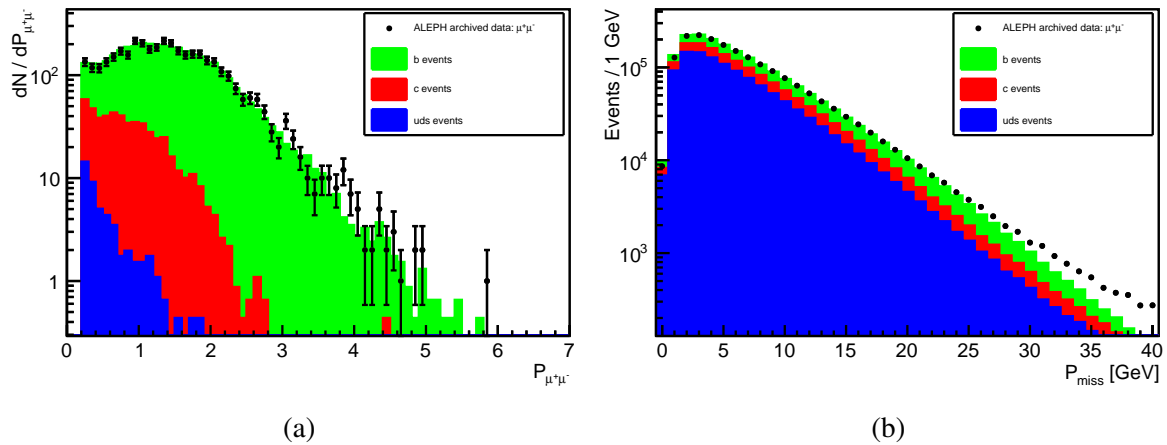 dN / dP_{μ⁺μ⁻}
10²
10
1
ALEPH archived data: μ⁺μ⁻
b events
c events
uds events
0 1 2 3 4 5 6 7
P_{μ⁺μ⁻}
(a)
Events / 1 GeV
10⁵
10⁴
10³
ALEPH archived data: μ⁺μ⁻
b events
c events
uds events
0 5 10 15 20 25 30 35 40
P_{miss} [GeV]
(b)